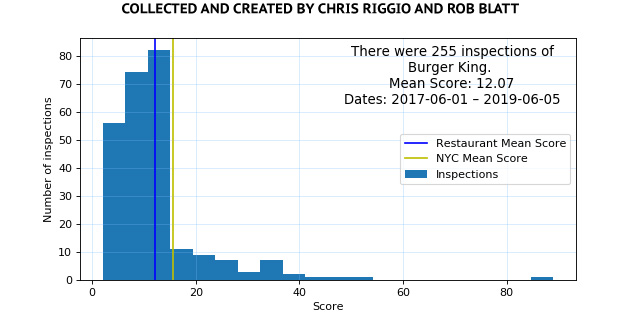 COLLECTED AND CREATED BY CHRIS RIGGIO AND ROB BLATT
There were 255 inspections of
Burger King.
Mean Score: 12.07
Dates: 2017-06-01 – 2019-06-05
Restaurant Mean Score
NYC Mean Score
Inspections
Number of inspections
80
70
60
50
40
30
20
10
0
0 20 40 60 80
Score